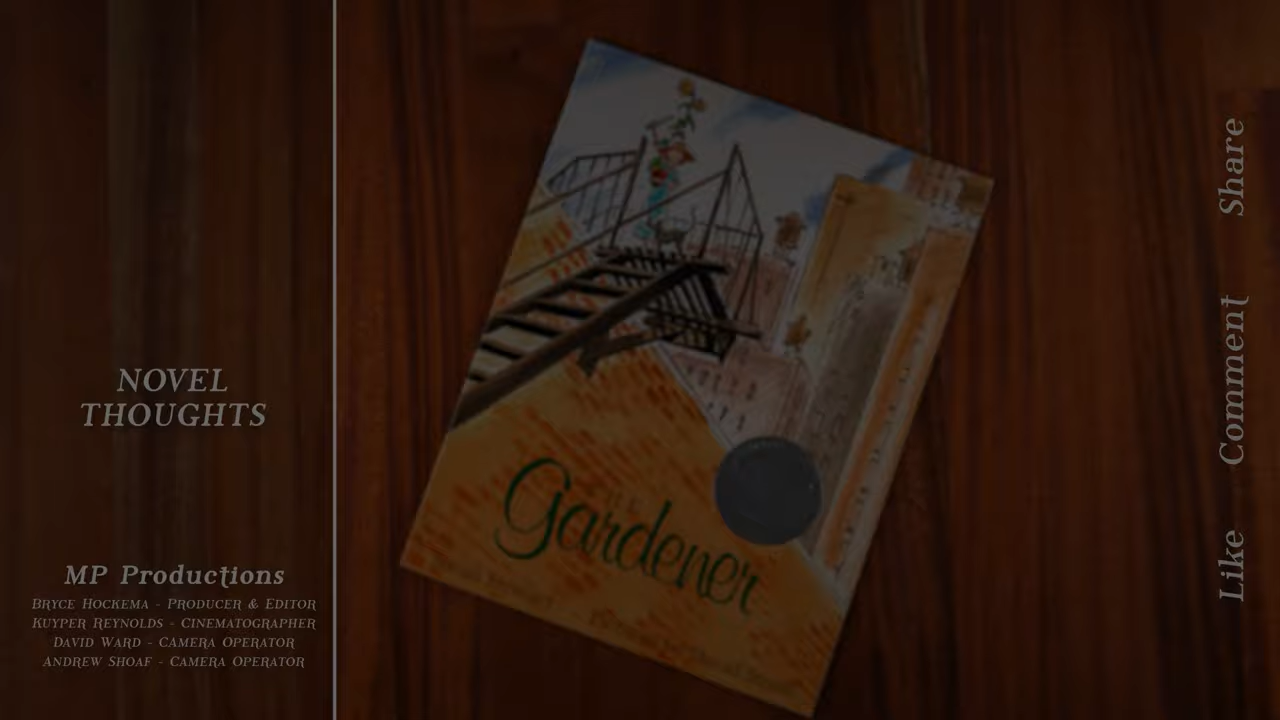 NOVEL
THOUGHTS
MP Productions
BRYCE HOCKEMA - PRODUCER & EDITOR
KUYPER REYNOLDS - CINEMATOGRAPHER
DAVID WARD - CAMERA OPERATOR
ANDREW SHOAF - CAMERA OPERATOR
Gardener
Share
Comment
Like